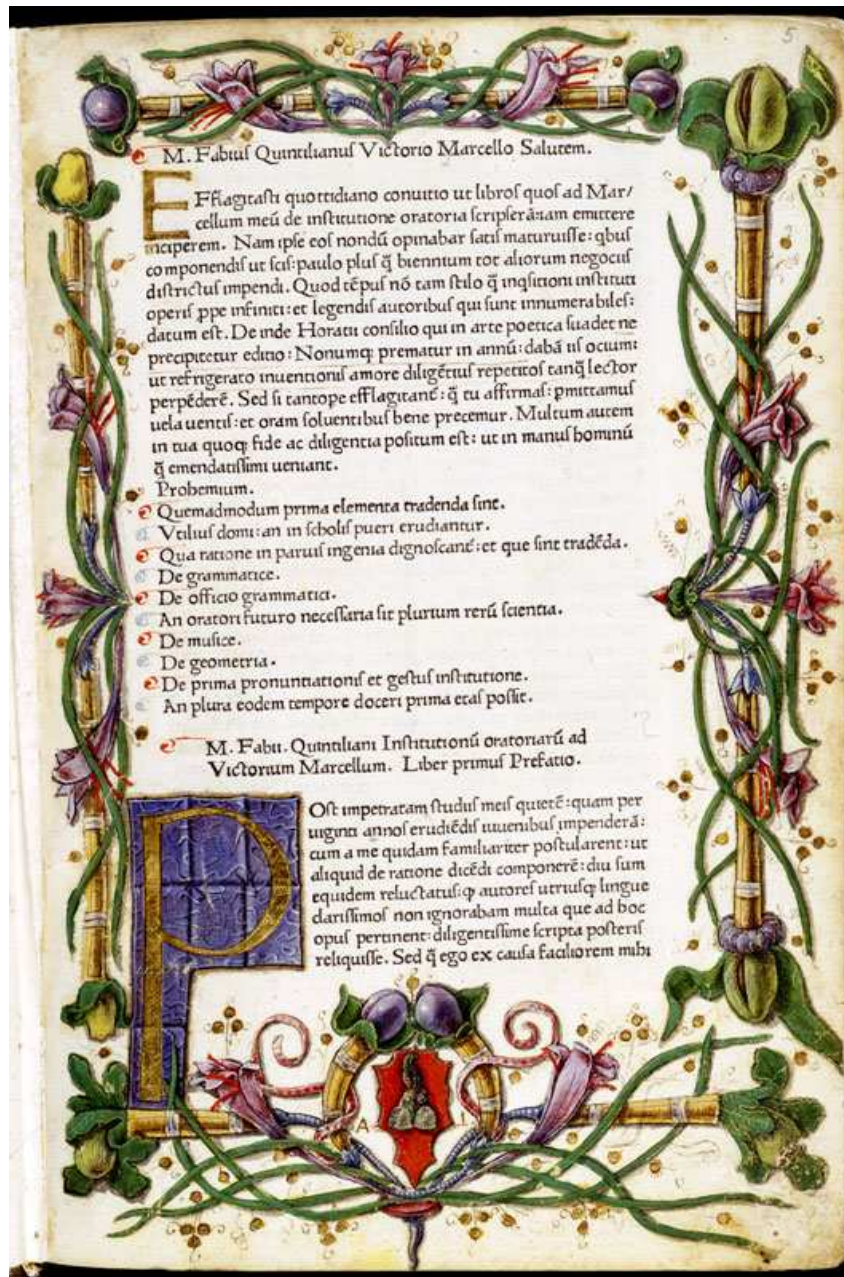 5
M. Fabiuſ Quintilianuſ Victorio Marcello Salutem.
EFflagitaſti quottidiano conuitio ut libroſ quoſ ad Mar/
cellum meū de inſtitutione oratoria ſcripſerā: iam emittere
inciperem. Nam ipſe eoſ nondū opinabar ſatiſ maturuiſſe: qbuſ
componendiſ ut ſciſ: paulo pluſ q̄ biennium tot aliorum negociiſ
diſtrictuſ impendi. Quod tēpuſ nō tam ſtilo q̄ inqſitioni inſtituti
operiſ ppe infiniti: et legendiſ autoribuſ qui ſunt innumerabileſ:
datum eſt. De inde Horatii conſilio qui in arte poetica ſuadet ne
precipitetur editio: Nonumq; prematur in annū: dabā iiſ ocium:
ut refrigerato inuentioniſ amore diligētiuſ repetitoſ tanq̄ lector
perpēderē. Sed ſi tantope efflagitant̄: q̄ tu affirmaſ: pmittamuſ
uela uentiſ: et oram ſoluentibuſ bene precemur. Multum autem
in tua quoq; fide ac diligentia poſitum eſt: ut in manuſ hominū
q̄ emendatiſſimi ueniant.
Prohemium.
Quemadmodum prima elementa tradenda ſint.
Vtiliuſ domi: an in ſcholiſ pueri erudiantur.
Qua ratione in paruiſ ingenia dignoſcant̄: et que ſint tradēda.
De grammatice.
De officio grammatici.
An oratori futuro neceſſaria ſit plurium rerū ſcientia.
De muſice.
De geometria.
De prima pronuntiationiſ et geſtuſ inſtitutione.
An plura eodem tempore doceri prima etaſ poſſit.
M. Fabii. Quintiliani Inſtitutionū oratoriarū ad
Victorium Marcellum. Liber primuſ Prefatio.
POſt impetratam ſtudiiſ meiſ quietē: quam per
uiginti annoſ erudiēdiſ iuuenibuſ impenderā:
cum a me quidam familiariter poſtularent: ut
aliquid de ratione dicēdi componerē: diu ſum
equidem reluctatuſ: ꝙ autoreſ utriuſq; lingue
clariſſimoſ non ignorabam multa que ad hoc
opuſ pertinent: diligentiſſime ſcripta poſteriſ
reliquiſſe. Sed q̄ ego ex cauſa faciliorem mihi
A